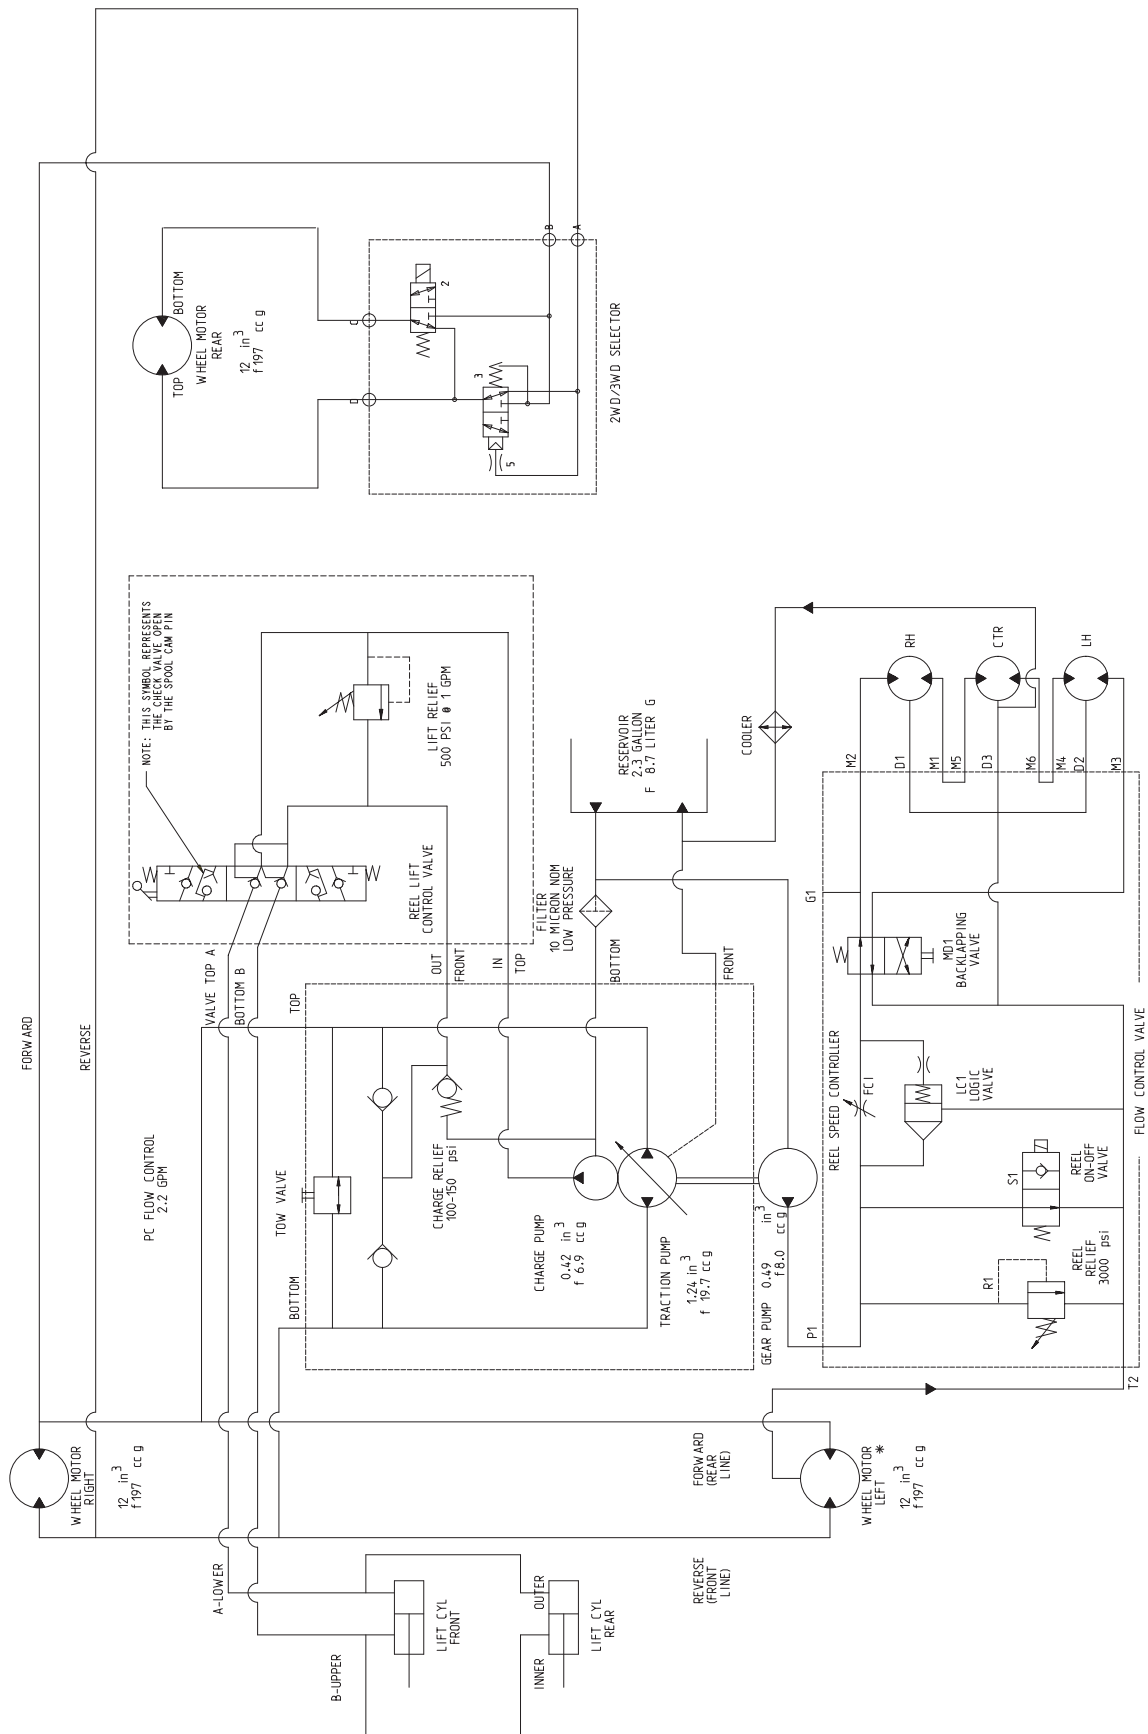 FORWARD
REVERSE
WHEEL MOTOR
RIGHT
12 in3
f 197 cc g
A-LOWER
B-UPPER
LIFT CYL
FRONT
INNER
OUTER
LIFT CYL
REAR
REVERSE
(FRONT
LINE)
FORWARD
(REAR
LINE)
WHEEL MOTOR
LEFT *
12 in3
f 197 cc g
PC FLOW CONTROL
2.2 GPM
VALVE TOP A
BOTTOM B
BOTTOM
TOP
TOW VALVE
CHARGE RELIEF
100-150 psi
CHARGE PUMP
0.42 in3
f 6.9 cc g
TRACTION PUMP
1.24 in3
f 19.7 cc g
GEAR PUMP 0.49 in3
f 8.0 cc g
OUT
FRONT
IN
TOP
BOTTOM
FRONT
FILTER
10 MICRON NOM
LOW PRESSURE
NOTE: THIS SYMBOL REPRESENTS
THE CHECK VALVE OPEN
BY THE SPOOL CAM PIN
REEL LIFT
CONTROL VALVE
LIFT RELIEF
500 PSI @ 1 GPM
RESERVOIR
2.3 GALLON
F 8.7 LITER G
COOLER
TOP
BOTTOM
WHEEL MOTOR
REAR
12 in3
f 197 cc g
D
C
B
A
2
3
5
2WD/3WD SELECTOR
P1
G1
T2
REEL SPEED CONTROLLER
FC1
LC1
LOGIC
VALVE
MD1
BACKLAPPING
VALVE
S1
REEL
ON-OFF
VALVE
R1
REEL
RELIEF
3000 psi
FLOW CONTROL VALVE
M2
D1
M1
M5
D3
M6
M4
D2
M3
RH
CTR
LH